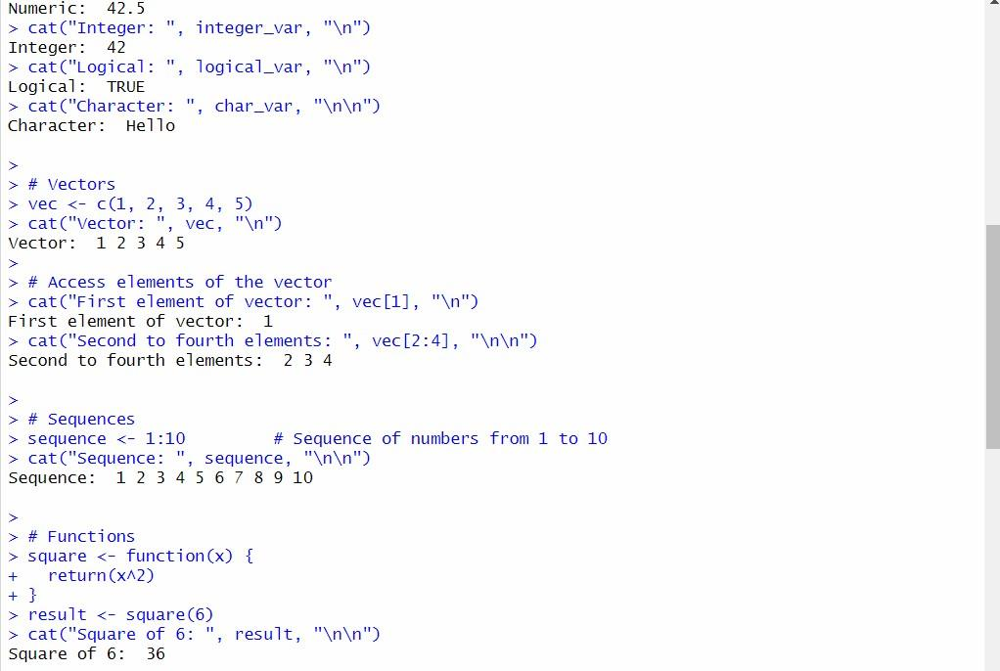 Numeric:  42.5
> cat("Integer: ", integer_var, "\n")
Integer:  42
> cat("Logical: ", logical_var, "\n")
Logical:  TRUE
> cat("Character: ", char_var, "\n\n")
Character:  Hello
>
> # Vectors
> vec <- c(1, 2, 3, 4, 5)
> cat("Vector: ", vec, "\n")
Vector:  1 2 3 4 5
>
> # Access elements of the vector
> cat("First element of vector: ", vec[1], "\n")
First element of vector:  1
> cat("Second to fourth elements: ", vec[2:4], "\n\n")
Second to fourth elements:  2 3 4
>
> # Sequences
> sequence <- 1:10         # Sequence of numbers from 1 to 10
> cat("Sequence: ", sequence, "\n\n")
Sequence:  1 2 3 4 5 6 7 8 9 10
>
> # Functions
> square <- function(x) {
+   return(x^2)
+ }
> result <- square(6)
> cat("Square of 6: ", result, "\n\n")
Square of 6:  36